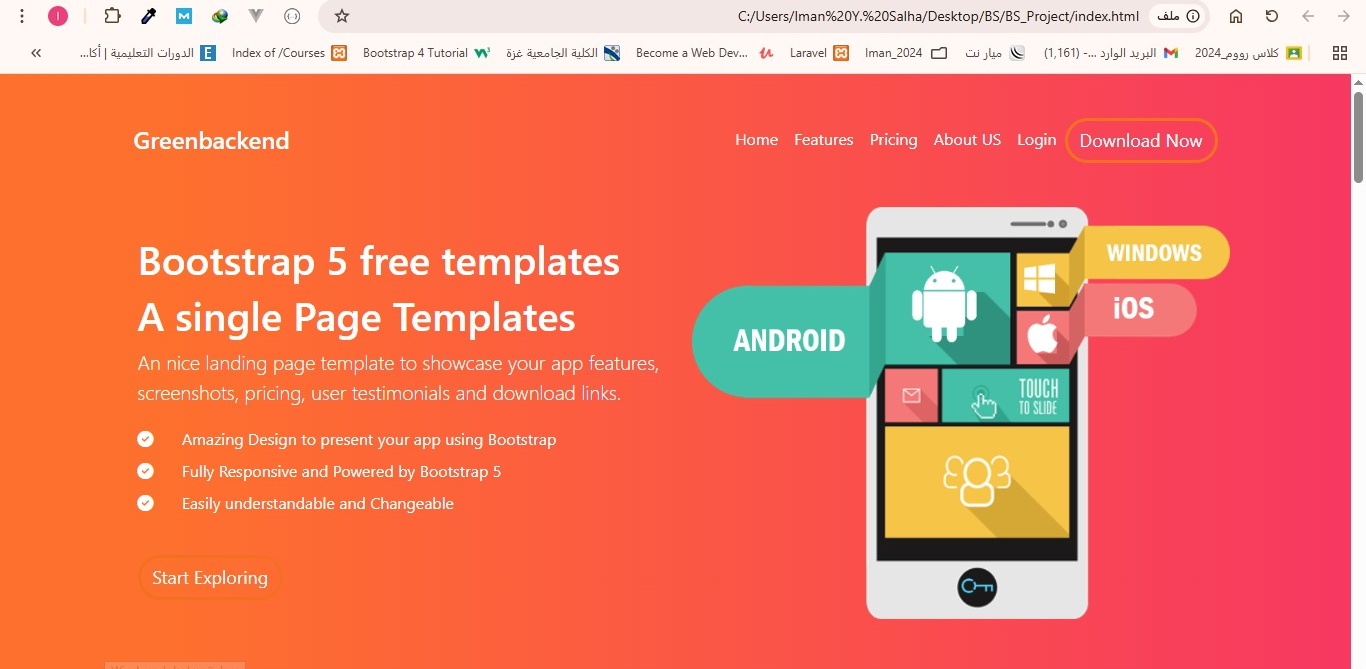 C:/Users/Iman%20Y.%20Salha/Desktop/BS/BS_Project/index.html
ملف
كلاس رووم_2024
البريد الوارد ...- (1,161)
ميار نت
Iman_2024
Laravel
Become a Web Dev...
الكلية الجامعية غزة
Bootstrap 4 Tutorial
Index of /Courses
الدورات التعليمية | أكا...
Greenbackend
Home
Features
Pricing
About US
Login
Download Now
Bootstrap 5 free templates
A single Page Templates
An nice landing page template to showcase your app features,
screenshots, pricing, user testimonials and download links.
Amazing Design to present your app using Bootstrap
Fully Responsive and Powered by Bootstrap 5
Easily understandable and Changeable
Start Exploring
WINDOWS
iOS
ANDROID
TOUCH
TO SLIDE